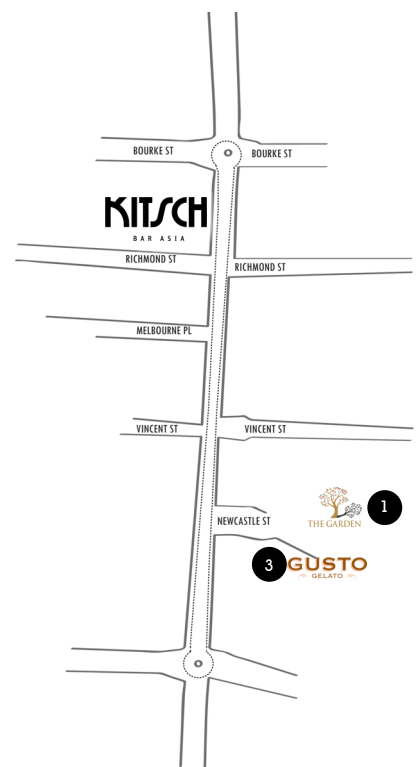 BOURKE ST
BOURKE ST
KITSCH
BAR ASIA
RICHMOND ST
RICHMOND ST
MELBOURNE PL
VINCENT ST
VINCENT ST
1
THE GARDEN
NEWCASTLE ST
3
GUSTO
GELATO